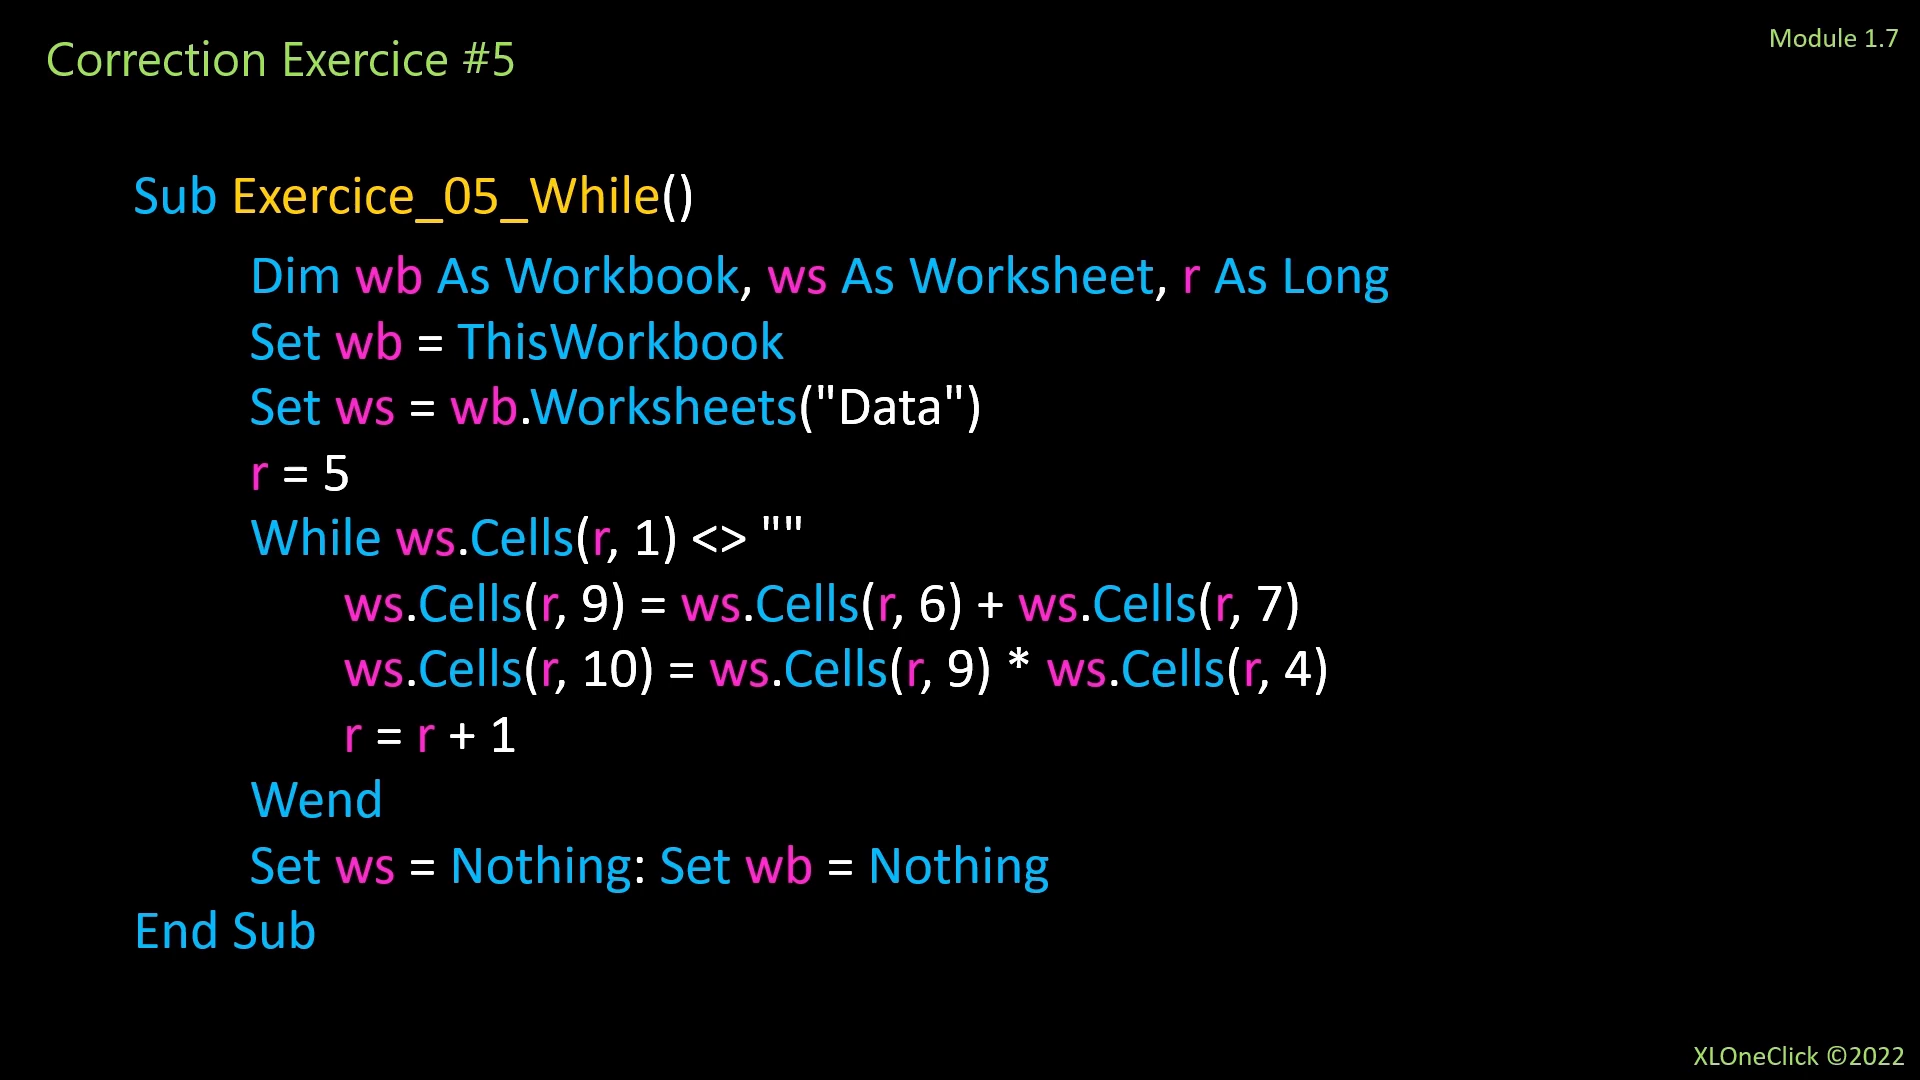 Correction Exercice #5
Module 1.7
Sub Exercice_05_While()
Dim wb As Workbook, ws As Worksheet, r As Long
Set wb = ThisWorkbook
Set ws = wb.Worksheets("Data")
r = 5
While ws.Cells(r, 1) <> ""
ws.Cells(r, 9) = ws.Cells(r, 6) + ws.Cells(r, 7)
ws.Cells(r, 10) = ws.Cells(r, 9) * ws.Cells(r, 4)
r = r + 1
Wend
Set ws = Nothing: Set wb = Nothing
End Sub
XLOneClick ©2022